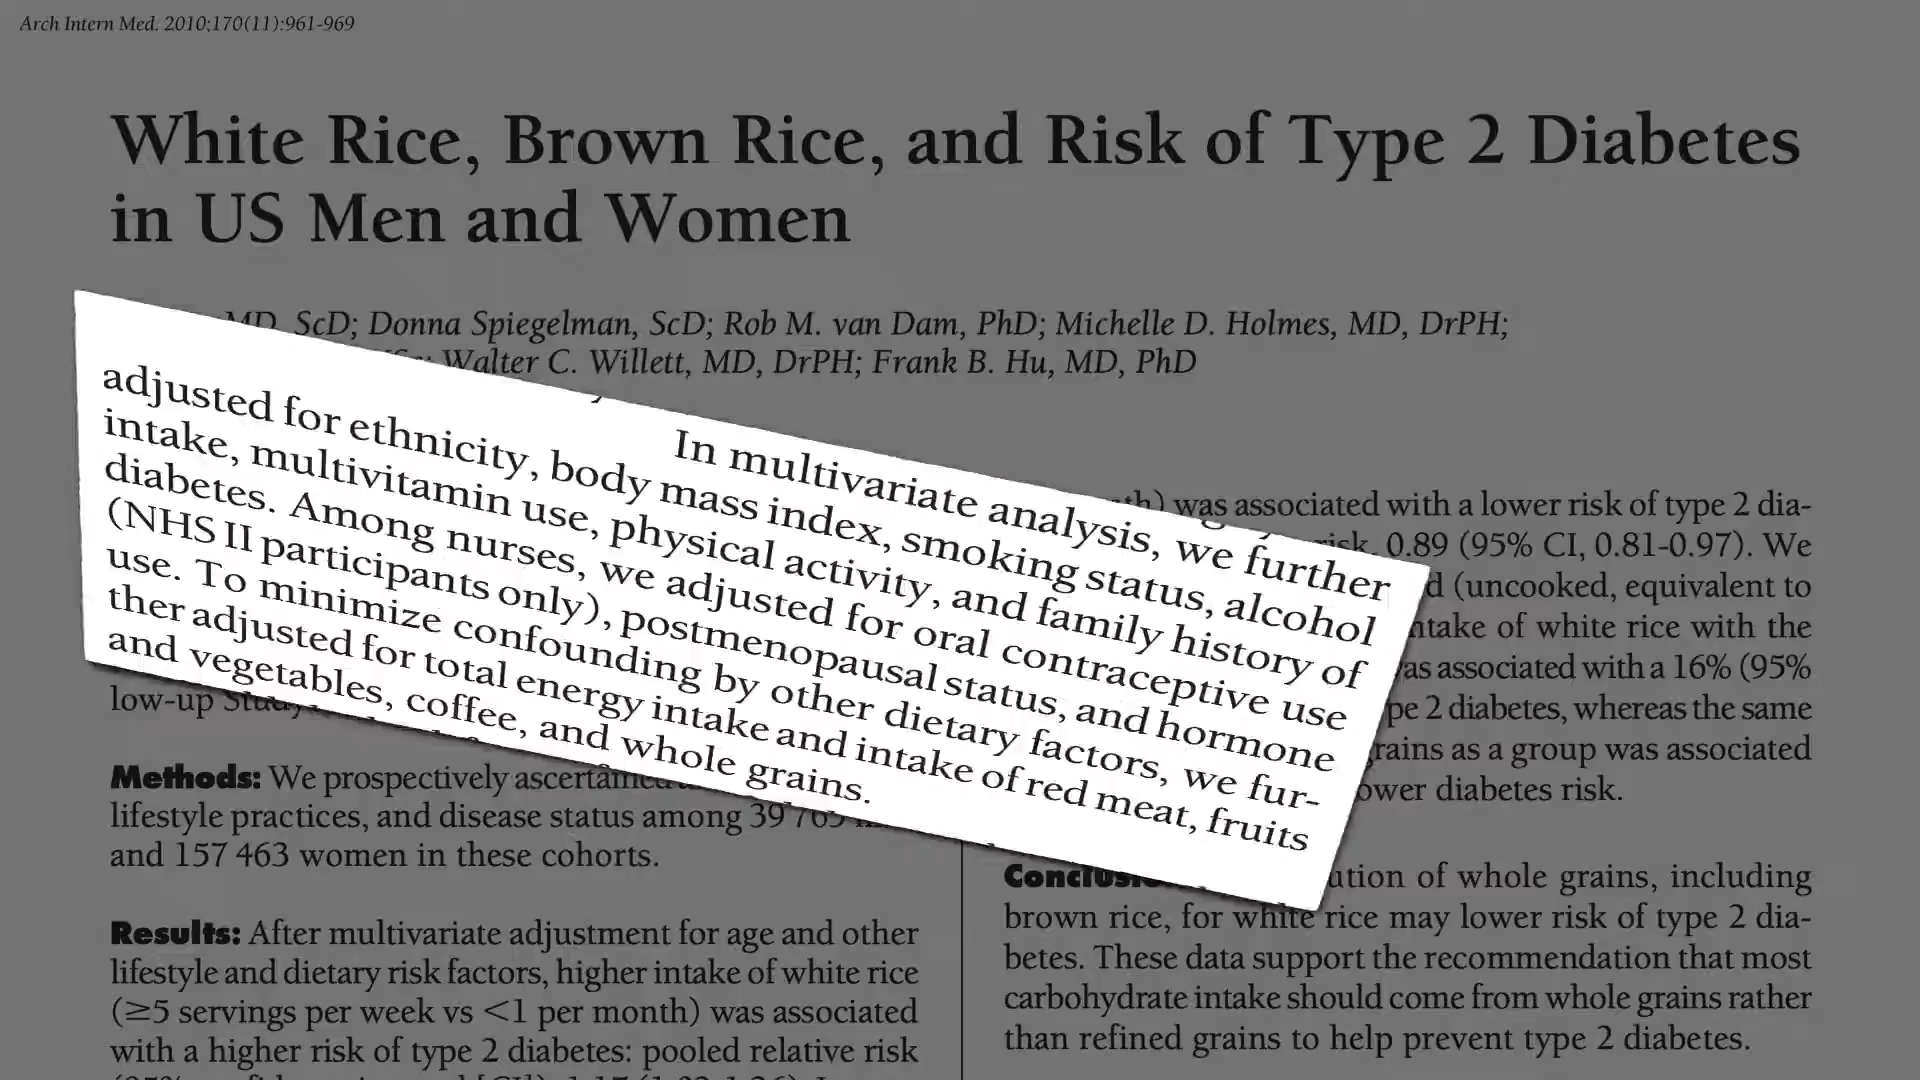 Arch Intern Med. 2010;170(11):961-969
White Rice, Brown Rice, and Risk of Type 2 Diabetes
in US Men and Women
MD, ScD; Donna Spiegelman, ScD; Rob M. van Dam, PhD; Michelle D. Holmes, MD, DrPH;
Walter C. Willett, MD, DrPH; Frank B. Hu, MD, PhD
In multivariate analysis, we further
adjusted for ethnicity, body mass index, smoking status, alcohol
intake, multivitamin use, physical activity, and family history of
diabetes. Among nurses, we adjusted for oral contraceptive use
(NHS II participants only), postmenopausal status, and hormone
use. To minimize confounding by other dietary factors, we fur-
ther adjusted for total energy intake and intake of red meat, fruits
and vegetables, coffee, and whole grains.
low-up
Methods: We prospectively
lifestyle practices, and disease status among
and 157 463 women in these cohorts.
Results: After multivariate adjustment for age and other
lifestyle and dietary risk factors, higher intake of white rice
(≥5 servings per week vs <1 per month) was associated
with a higher risk of type 2 diabetes: pooled relative risk
was associated with a lower risk of type 2 dia-
risk, 0.89 (95% CI, 0.81-0.97). We
(uncooked, equivalent to
intake of white rice with the
was associated with a 16% (95%
2 diabetes, whereas the same
grains as a group was associated
lower diabetes risk.
of whole grains, including
brown rice, for white rice may lower risk of type 2 dia-
betes. These data support the recommendation that most
carbohydrate intake should come from whole grains rather
than refined grains to help prevent type 2 diabetes.